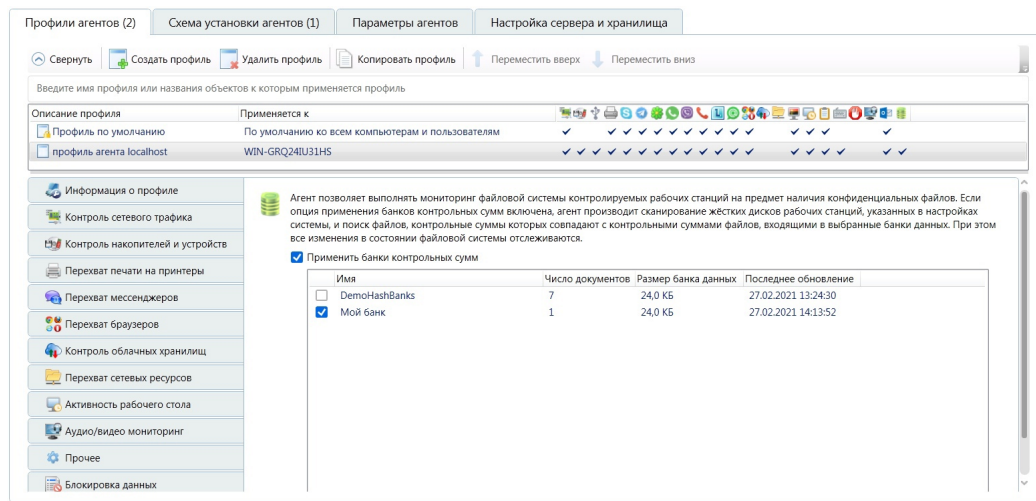 Профили агентов (2) Схема установки агентов (1) Параметры агентов Настройка сервера и хранилища
Свернуть Создать профиль Удалить профиль Копировать профиль Переместить вверх Переместить вниз
Введите имя профиля или названия объектов к которым применяется профиль
Описание профиля Применяется к
Профиль по умолчанию По умолчанию ко всем компьютерам и пользователям
профиль агента localhost WIN-GRQ24IU31HS
Информация о профиле
Контроль сетевого трафика
Контроль накопителей и устройств
Перехват печати на принтеры
Перехват мессенджеров
Перехват браузеров
Контроль облачных хранилищ
Перехват сетевых ресурсов
Активность рабочего стола
Аудио/видео мониторинг
Прочее
Блокировка данных
Агент позволяет выполнять мониторинг файловой системы контролируемых рабочих станций на предмет наличия конфиденциальных файлов. Если
опция применения банков контрольных сумм включена, агент производит сканирование жёстких дисков рабочих станций, указанных в настройках
системы, и поиск файлов, контрольные суммы которых совпадают с контрольными суммами файлов, входящими в выбранные банки данных. При этом
все изменения в состоянии файловой системы отслеживаются.
Применить банки контрольных сумм
Имя Число документов Размер банка данных Последнее обновление
DemoHashBanks 7 24,0 КБ 27.02.2021 13:24:30
Мой банк 1 24,0 КБ 27.02.2021 14:13:52